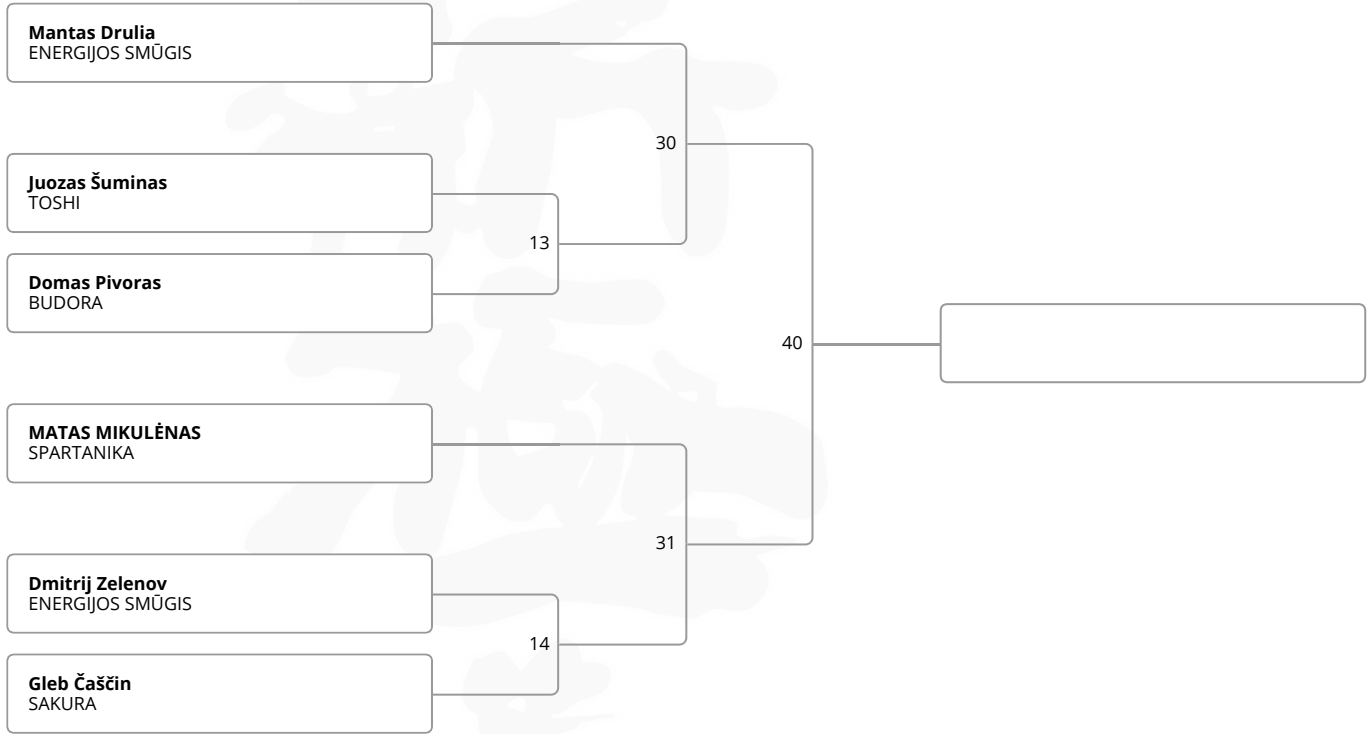 Mantas Drulia
ENERGIJOS SMŪGIS
30
Juozas Šuminas
TOSHI
13
Domas Pivoras
BUDORA
40
MATAS MIKULĖNAS
SPARTANIKA
31
Dmitrij Zelenov
ENERGIJOS SMŪGIS
14
Gleb Čaščin
SAKURA